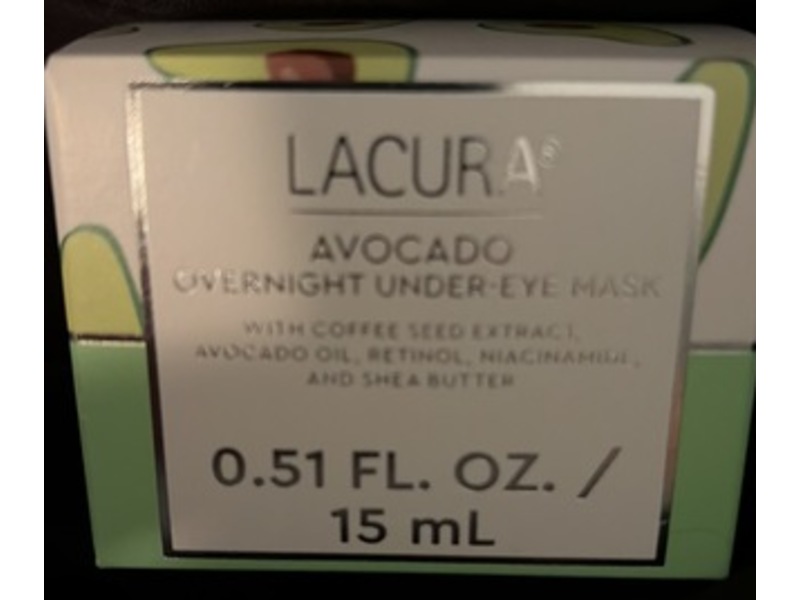 LACURA®
AVOCADO
OVERNIGHT UNDER-EYE MASK
WITH COFFEE SEED EXTRACT,
AVOCADO OIL, RETINOL, NIACINAMIDE,
AND SHEA BUTTER
0.51 FL. OZ. /
15 mL